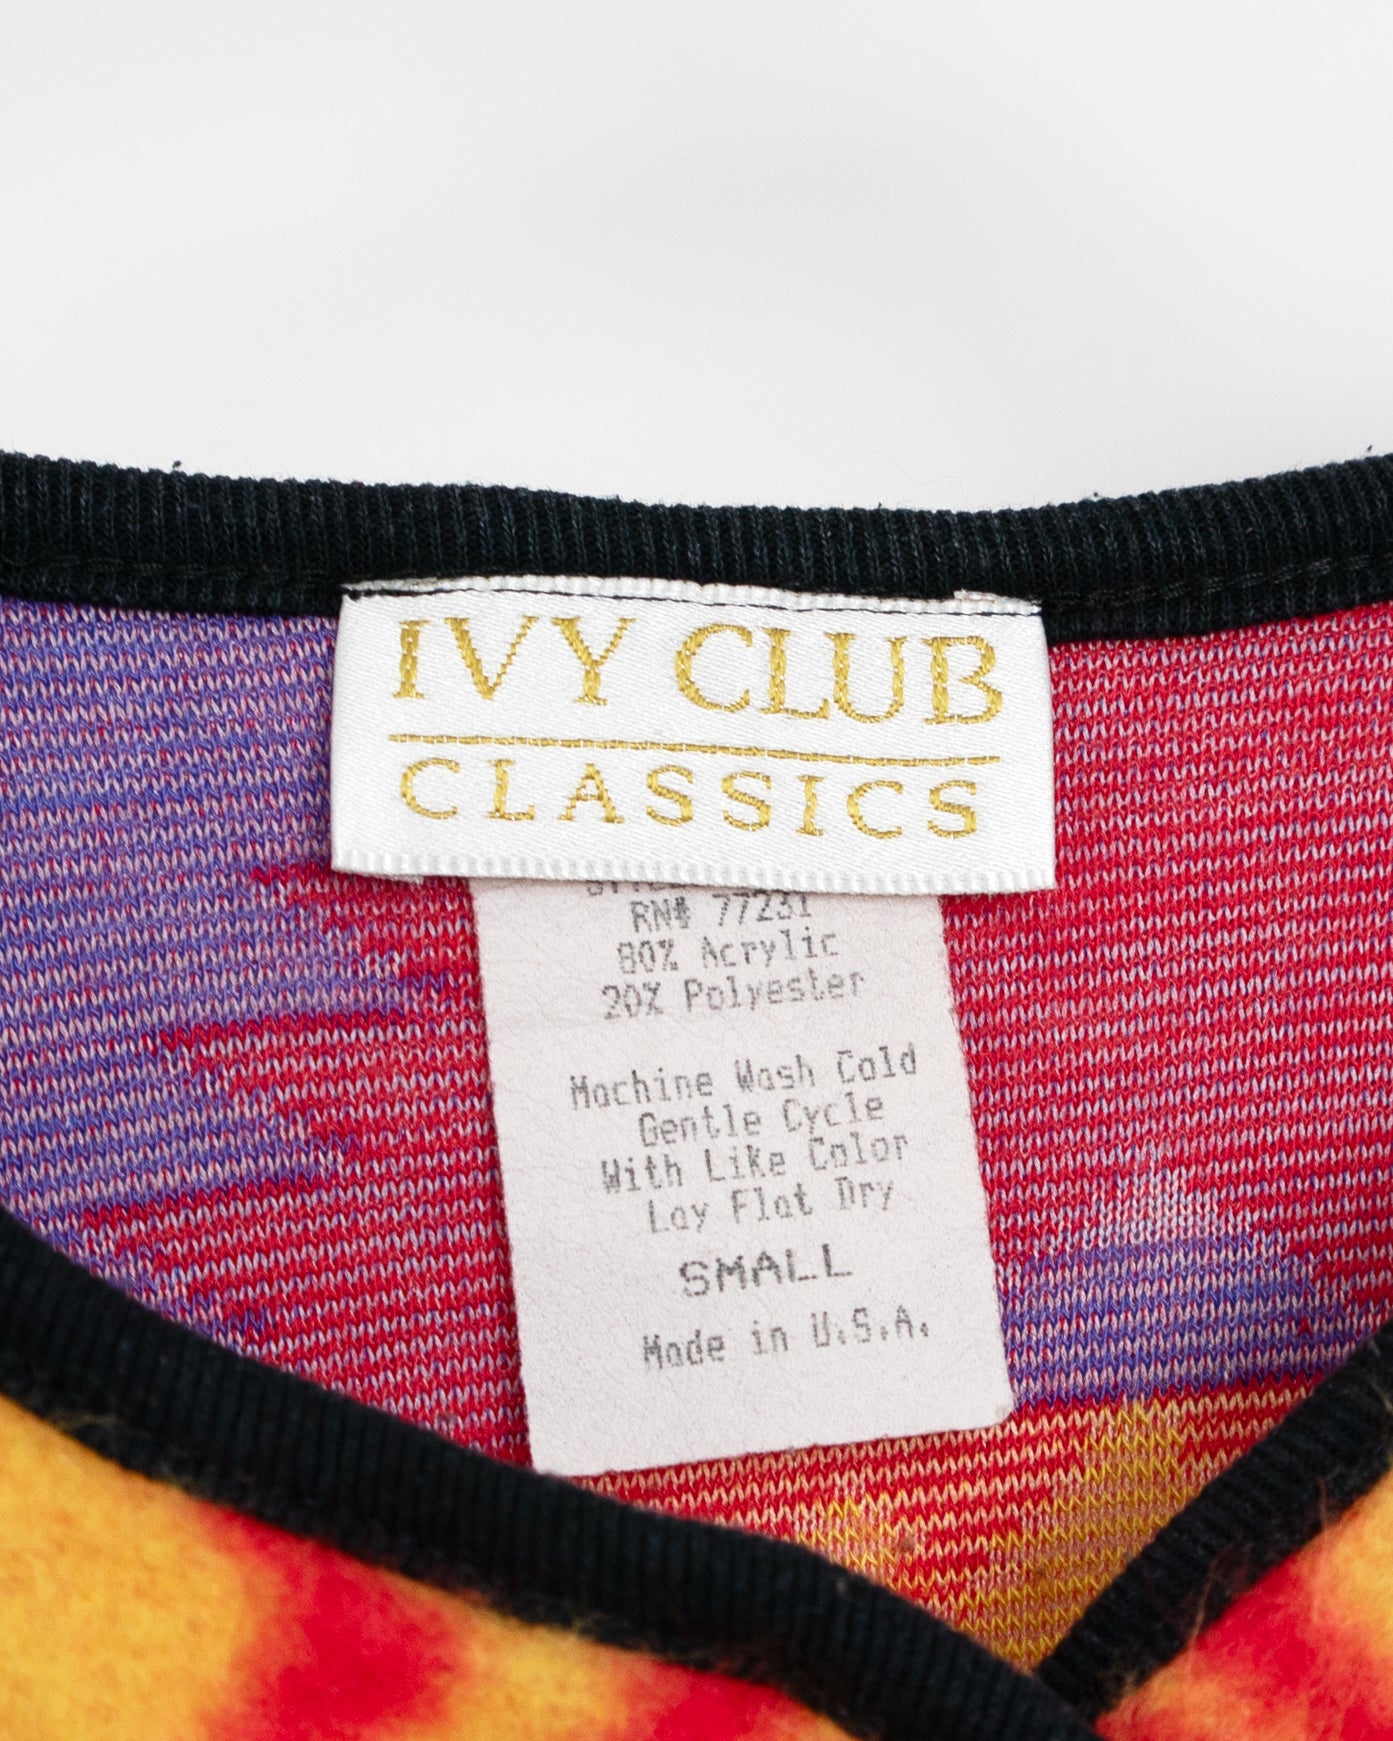 IVY CLUB
CLASSICS
RN# 77231
80% Acrylic
20% Polyester
Machine Wash Cold
Gentle Cycle
With Like Color
Lay Flat Dry
SMALL
Made in U.S.A.